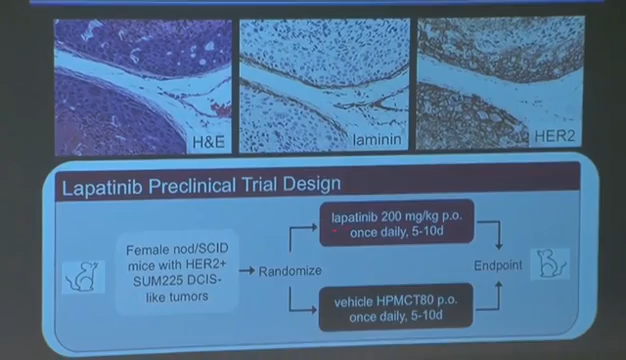 H&E
laminin
HER2
Lapatinib Preclinical Trial Design
Female nod/SCID
mice with HER2+
SUM225 DCIS-
like tumors
Randomize
lapatinib 200 mg/kg p.o.
once daily, 5-10d
vehicle HPMCT80 p.o.
once daily, 5-10d
Endpoint